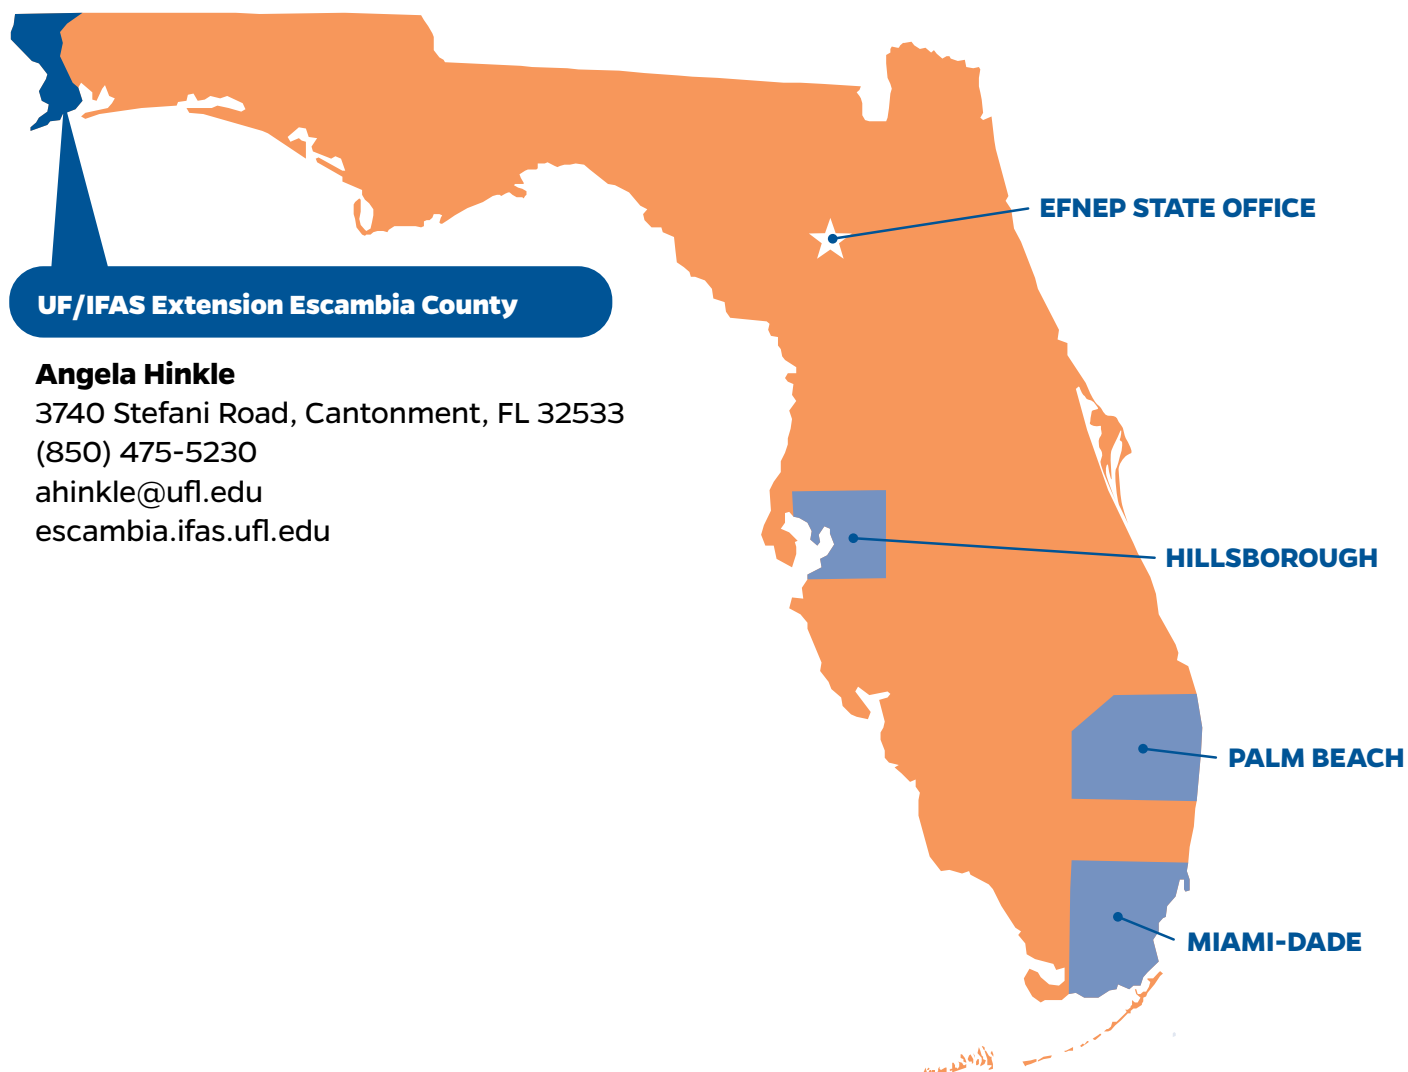 EFNEP STATE OFFICE
UF/IFAS Extension Escambia County
Angela Hinkle
3740 Stefani Road, Cantonment, FL 32533
(850) 475-5230
ahinkle@ufl.edu
escambia.ifas.ufl.edu
HILLSBOROUGH
PALM BEACH
MIAMI-DADE